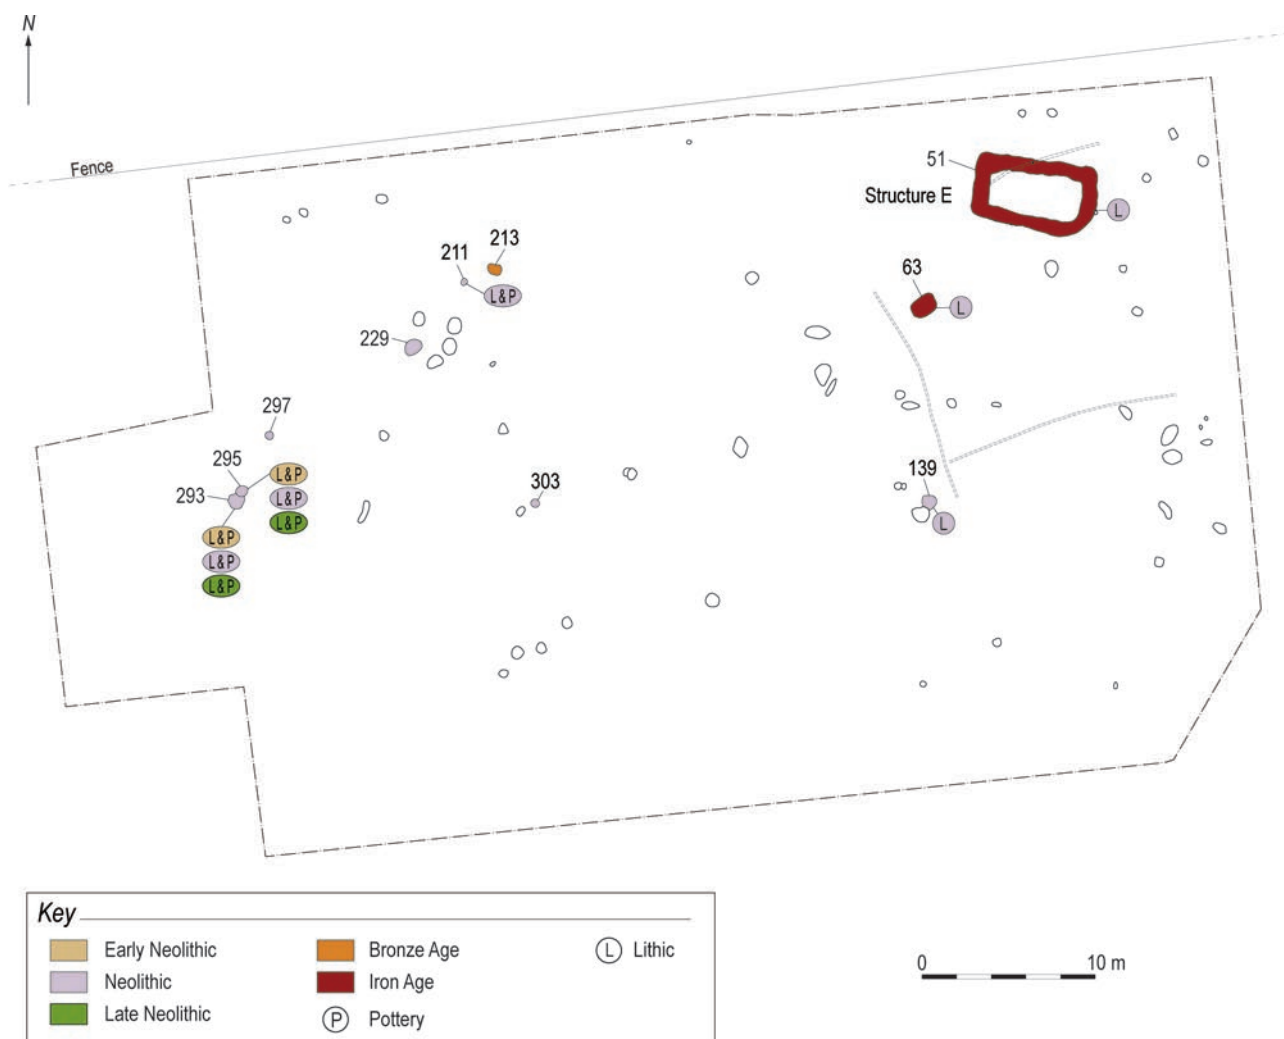 N
Fence
51
Structure E
L
213
211
L & P
63
L
229
297
295
L & P
293
L & P
303
139
L & P
L
L & P
L & P
L & P
Key
Early Neolithic
Bronze Age
L Lithic
Neolithic
Iron Age
Late Neolithic
P Pottery
0 10 m